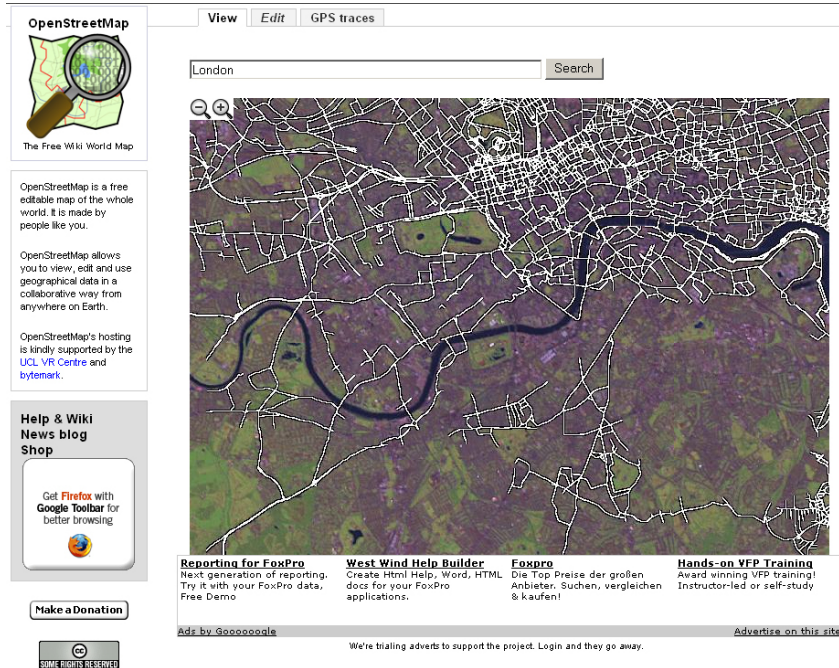 OpenStreetMap
The Free Wiki World Map
OpenStreetMap is a free
editable map of the whole
world. It is made by
people like you.
OpenStreetMap allows
you to view, edit and use
geographical data in a
collaborative way from
anywhere on Earth.
OpenStreetMap's hosting
is kindly supported by the
UCL VR Centre and
bytemark.
Help & Wiki
News blog
Shop
Get Firefox with
Google Toolbar for
better browsing
Make a Donation
cc
SOME RIGHTS RESERVED
View Edit GPS traces
London Search
Reporting for FoxPro
Next generation of reporting.
Try it with your FoxPro data,
Free Demo
West Wind Help Builder
Create Html Help, Word, HTML
docs for your FoxPro
applications.
Foxpro
Die Top Preise der großen
Anbieter. Suchen, vergleichen
& kaufen!
Hands-on VFP Training
Award winning VFP training!
Instructor-led or self-study
Ads by Goooooogle Advertise on this site
We're trialing adverts to support the project. Login and they go away.